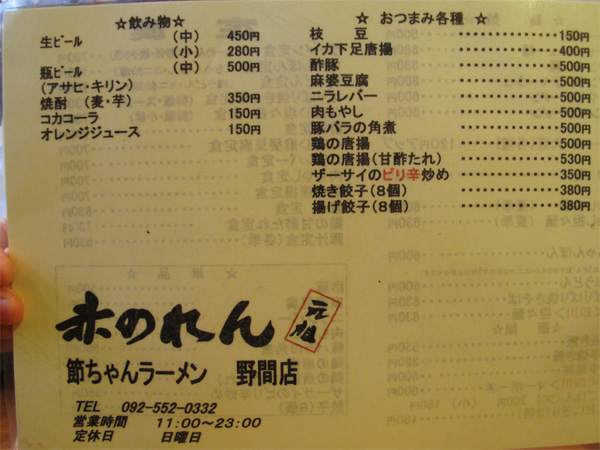 ☆飲み物☆
生ビール （中） 450円
（小） 280円
瓶ビール （中） 500円
（アサヒ・キリン）
焼酎 （麦・芋） 350円
コカコーラ 150円
オレンジジュース 150円
☆ おつまみ各種 ☆
枝 豆 150円
イカ下足唐揚 400円
酢豚 500円
麻婆豆腐 500円
ニラレバー 500円
肉もやし 500円
豚バラの角煮 500円
鶏の唐揚 500円
鶏の唐揚（甘酢たれ） 530円
ザーサイのピリ辛炒め 350円
焼き餃子（8個） 380円
揚げ餃子（8個） 380円
元祖
赤のれん
節ちゃんラーメン 野間店
TEL 092-552-0332
営業時間 11:00～23:00
定休日 日曜日